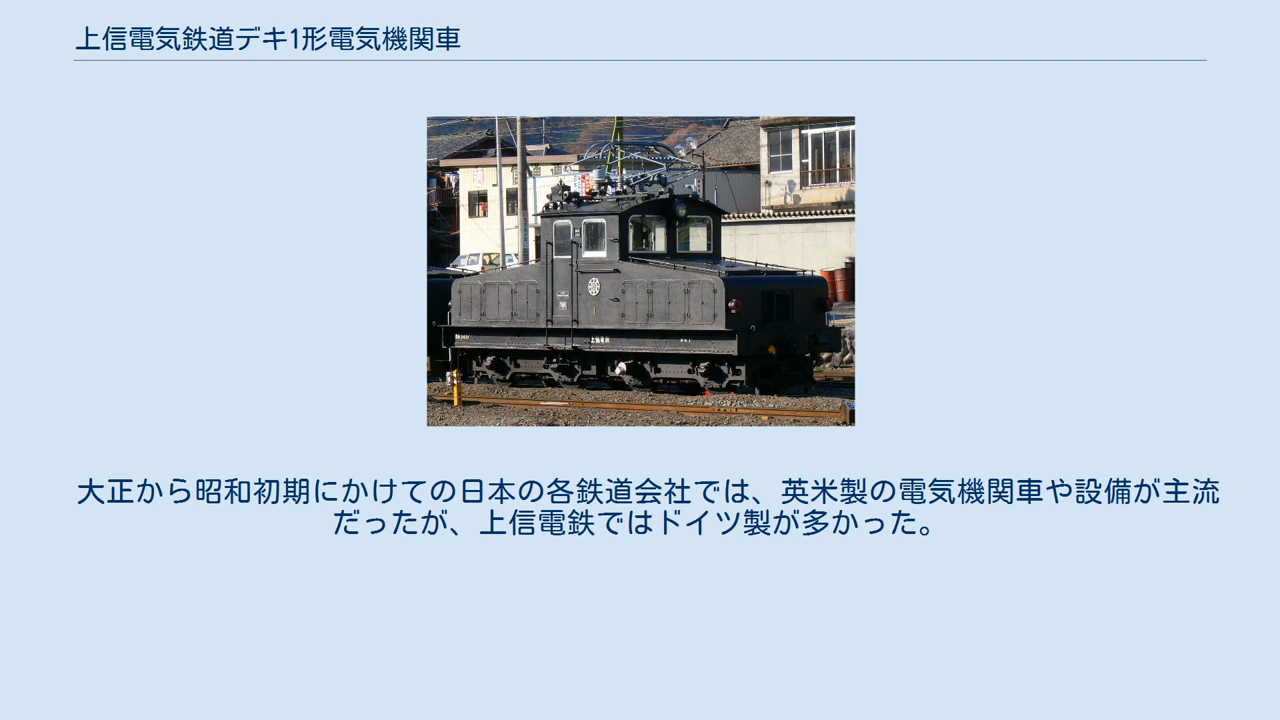 上信電気鉄道デキ1形電気機関車
大正から昭和初期にかけての日本の各鉄道会社では、英米製の電気機関車や設備が主流
だったが、上信電鉄ではドイツ製が多かった。